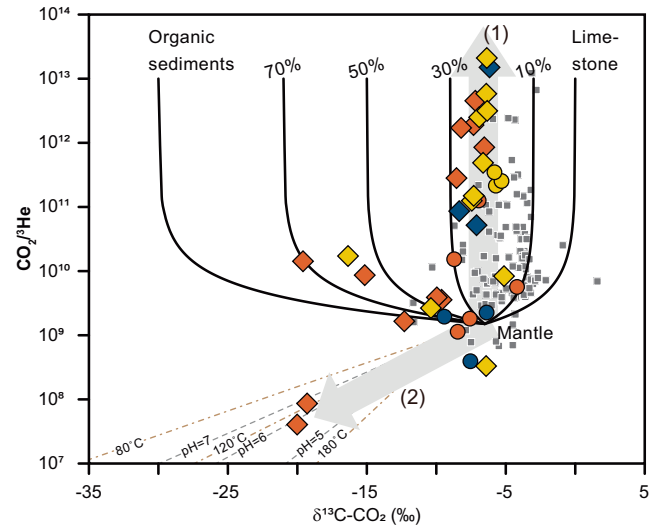 10¹⁴
10¹³
10¹²
10¹¹
10¹⁰
10⁹
10⁸
10⁷
CO₂/³He
Organic
sediments
70%
50%
30%
(1)
10%
Lime-
stone
Mantle
(2)
80°C
pH=7
120°C
pH=6
pH=5
180°C
-35
-25
-15
-5
5
δ¹³C-CO₂ (‰)